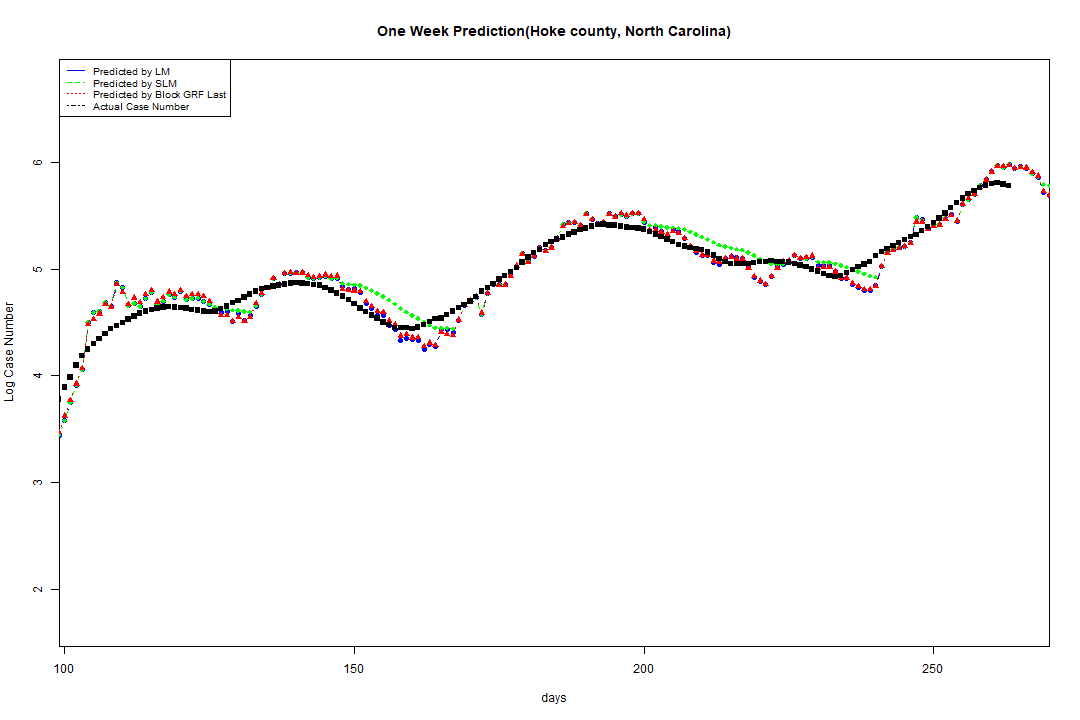 One Week Prediction(Hoke county, North Carolina)
Predicted by LM
Predicted by SLM
Predicted by Block GRF Last
Actual Case Number
6
5
4
3
2
Log Case Number
100 150 200 250
days